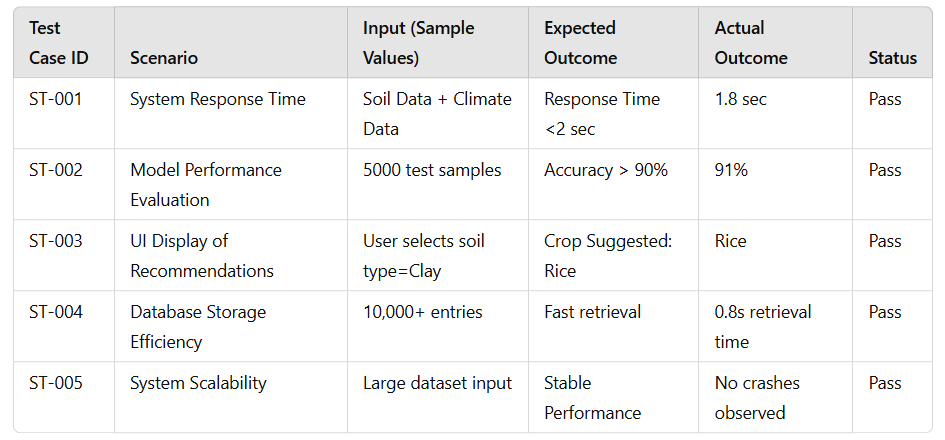 Test Case ID Scenario Input (Sample Values) Expected Outcome Actual Outcome Status
ST-001 System Response Time Soil Data + Climate Data Response Time <2 sec 1.8 sec Pass
ST-002 Model Performance Evaluation 5000 test samples Accuracy > 90% 91% Pass
ST-003 UI Display of Recommendations User selects soil type=Clay Crop Suggested: Rice Rice Pass
ST-004 Database Storage Efficiency 10,000+ entries Fast retrieval 0.8s retrieval time Pass
ST-005 System Scalability Large dataset input Stable Performance No crashes observed Pass